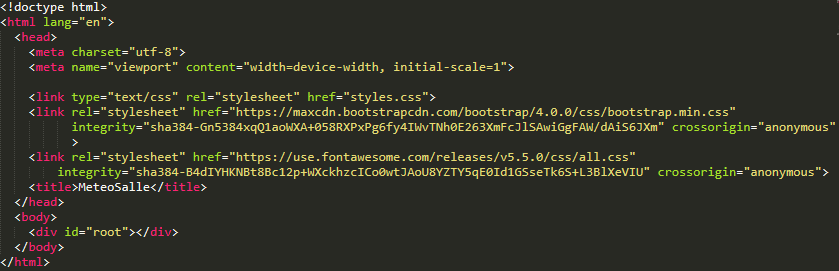 <!doctype html>
<html lang="en">
<head>
<meta charset="utf-8">
<meta name="viewport" content="width=device-width, initial-scale=1">
<link type="text/css" rel="stylesheet" href="styles.css">
<link rel="stylesheet" href="https://maxcdn.bootstrapcdn.com/bootstrap/4.0.0/css/bootstrap.min.css"
integrity="sha384-Gn5384xqQ1aoWXA+058RXPxPg6fy4IWvTNh0E263XmFcJlSAwiGgFAW/dAiS6JXm" crossorigin="anonymous"
>
<link rel="stylesheet" href="https://use.fontawesome.com/releases/v5.5.0/css/all.css"
integrity="sha384-B4dIYHKNBt8Bc12p+WXckhzcICo0wtJAoU8YZTY5qE0Id1GSseTk6S+L3BlXeVIU" crossorigin="anonymous">
<title>MeteoSalle</title>
</head>
<body>
<div id="root"></div>
</body>
</html>